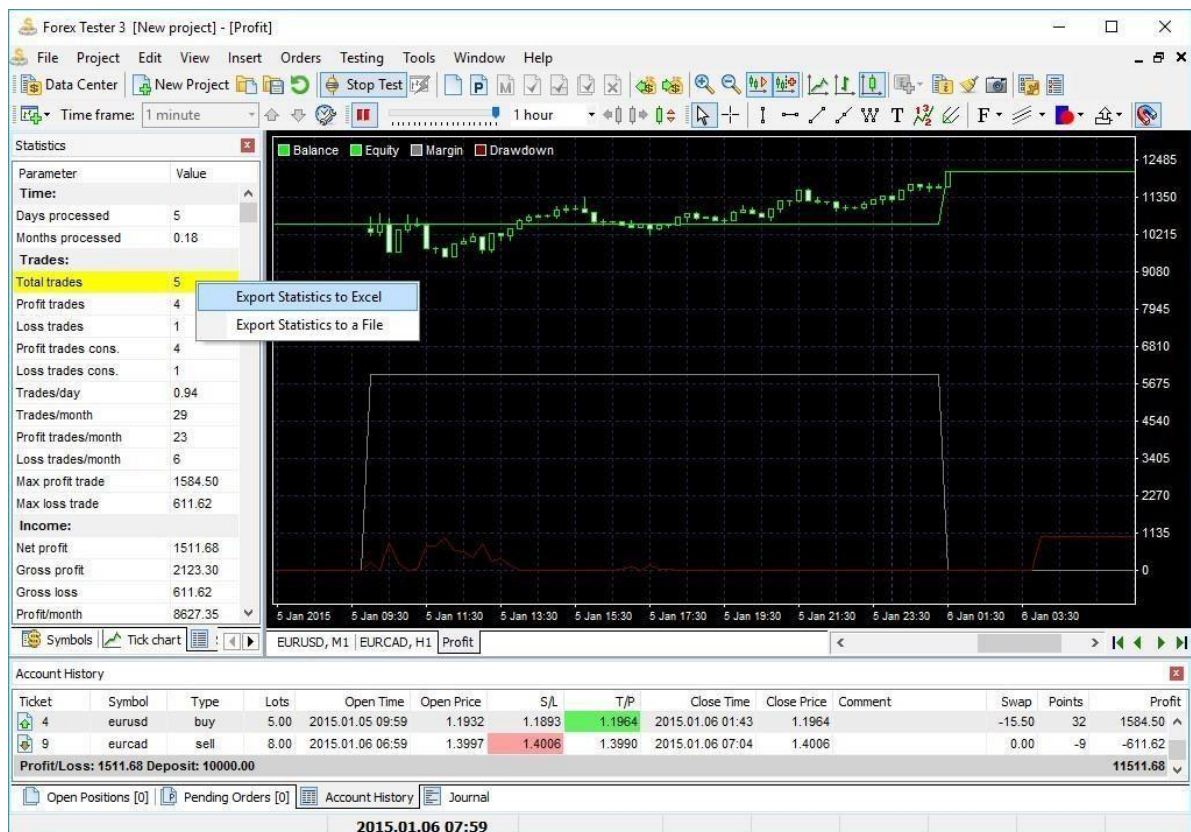 Forex Tester 3 [New project] - [Profit]
File Project Edit View Insert Orders Testing Tools Window Help
Data Center New Project Stop Test
Time frame: 1 minute 1 hour
Statistics
Parameter Value
Time:
Days processed 5
Months processed 0.18
Trades:
Total trades 5
Profit trades 4
Loss trades 1
Profit trades cons. 4
Loss trades cons. 1
Trades/day 0.94
Trades/month 29
Profit trades/month 23
Loss trades/month 6
Max profit trade 1584.50
Max loss trade 611.62
Income:
Net profit 1511.68
Gross profit 2123.30
Gross loss 611.62
Profit/month 8627.35
Symbols Tick chart
Export Statistics to Excel
Export Statistics to a File
Balance Equity Margin Drawdown
12485
11350
10215
9080
7945
6810
5675
4540
3405
2270
1135
0
5 Jan 2015 5 Jan 09:30 5 Jan 11:30 5 Jan 13:30 5 Jan 15:30 5 Jan 17:30 5 Jan 19:30 5 Jan 21:30 5 Jan 23:30 6 Jan 01:30 6 Jan 03:30
EURUSD, M1 EURCAD, H1 Profit
Account History
Ticket Symbol Type Lots Open Time Open Price S/L T/P Close Time Close Price Comment Swap Points Profit
4 eurusd buy 5.00 2015.01.05 09:59 1.1932 1.1893 1.1964 2015.01.06 01:43 1.1964 -15.50 32 1584.50
9 eurcad sell 8.00 2015.01.06 06:59 1.3997 1.4006 1.3990 2015.01.06 07:04 1.4006 0.00 -9 -611.62
Profit/Loss: 1511.68 Deposit: 10000.00 11511.68
Open Positions [0] Pending Orders [0] Account History Journal
2015.01.06 07:59